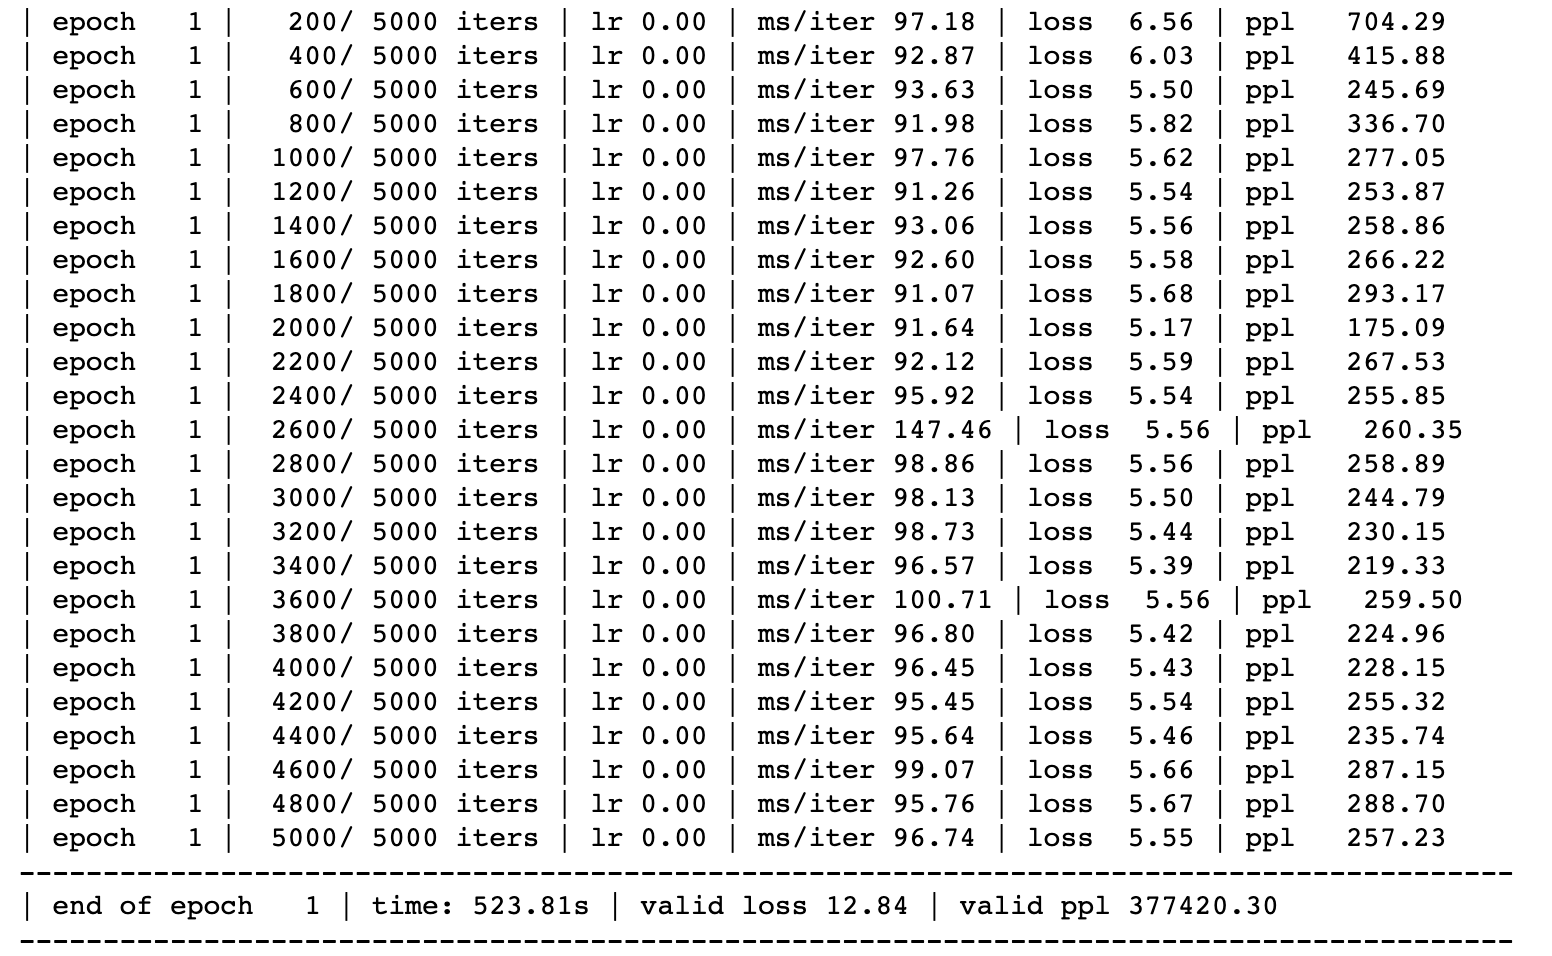 | epoch   1 |   200/ 5000 iters | lr 0.00 | ms/iter 97.18 | loss  6.56 | ppl   704.29
| epoch   1 |   400/ 5000 iters | lr 0.00 | ms/iter 92.87 | loss  6.03 | ppl   415.88
| epoch   1 |   600/ 5000 iters | lr 0.00 | ms/iter 93.63 | loss  5.50 | ppl   245.69
| epoch   1 |   800/ 5000 iters | lr 0.00 | ms/iter 91.98 | loss  5.82 | ppl   336.70
| epoch   1 |  1000/ 5000 iters | lr 0.00 | ms/iter 97.76 | loss  5.62 | ppl   277.05
| epoch   1 |  1200/ 5000 iters | lr 0.00 | ms/iter 91.26 | loss  5.54 | ppl   253.87
| epoch   1 |  1400/ 5000 iters | lr 0.00 | ms/iter 93.06 | loss  5.56 | ppl   258.86
| epoch   1 |  1600/ 5000 iters | lr 0.00 | ms/iter 92.60 | loss  5.58 | ppl   266.22
| epoch   1 |  1800/ 5000 iters | lr 0.00 | ms/iter 91.07 | loss  5.68 | ppl   293.17
| epoch   1 |  2000/ 5000 iters | lr 0.00 | ms/iter 91.64 | loss  5.17 | ppl   175.09
| epoch   1 |  2200/ 5000 iters | lr 0.00 | ms/iter 92.12 | loss  5.59 | ppl   267.53
| epoch   1 |  2400/ 5000 iters | lr 0.00 | ms/iter 95.92 | loss  5.54 | ppl   255.85
| epoch   1 |  2600/ 5000 iters | lr 0.00 | ms/iter 147.46 | loss  5.56 | ppl   260.35
| epoch   1 |  2800/ 5000 iters | lr 0.00 | ms/iter 98.86 | loss  5.56 | ppl   258.89
| epoch   1 |  3000/ 5000 iters | lr 0.00 | ms/iter 98.13 | loss  5.50 | ppl   244.79
| epoch   1 |  3200/ 5000 iters | lr 0.00 | ms/iter 98.73 | loss  5.44 | ppl   230.15
| epoch   1 |  3400/ 5000 iters | lr 0.00 | ms/iter 96.57 | loss  5.39 | ppl   219.33
| epoch   1 |  3600/ 5000 iters | lr 0.00 | ms/iter 100.71 | loss  5.56 | ppl   259.50
| epoch   1 |  3800/ 5000 iters | lr 0.00 | ms/iter 96.80 | loss  5.42 | ppl   224.96
| epoch   1 |  4000/ 5000 iters | lr 0.00 | ms/iter 96.45 | loss  5.43 | ppl   228.15
| epoch   1 |  4200/ 5000 iters | lr 0.00 | ms/iter 95.45 | loss  5.54 | ppl   255.32
| epoch   1 |  4400/ 5000 iters | lr 0.00 | ms/iter 95.64 | loss  5.46 | ppl   235.74
| epoch   1 |  4600/ 5000 iters | lr 0.00 | ms/iter 99.07 | loss  5.66 | ppl   287.15
| epoch   1 |  4800/ 5000 iters | lr 0.00 | ms/iter 95.76 | loss  5.67 | ppl   288.70
| epoch   1 |  5000/ 5000 iters | lr 0.00 | ms/iter 96.74 | loss  5.55 | ppl   257.23
-----------------------------------------------------------------------------------------
| end of epoch   1 | time: 523.81s | valid loss 12.84 | valid ppl 377420.30
-----------------------------------------------------------------------------------------